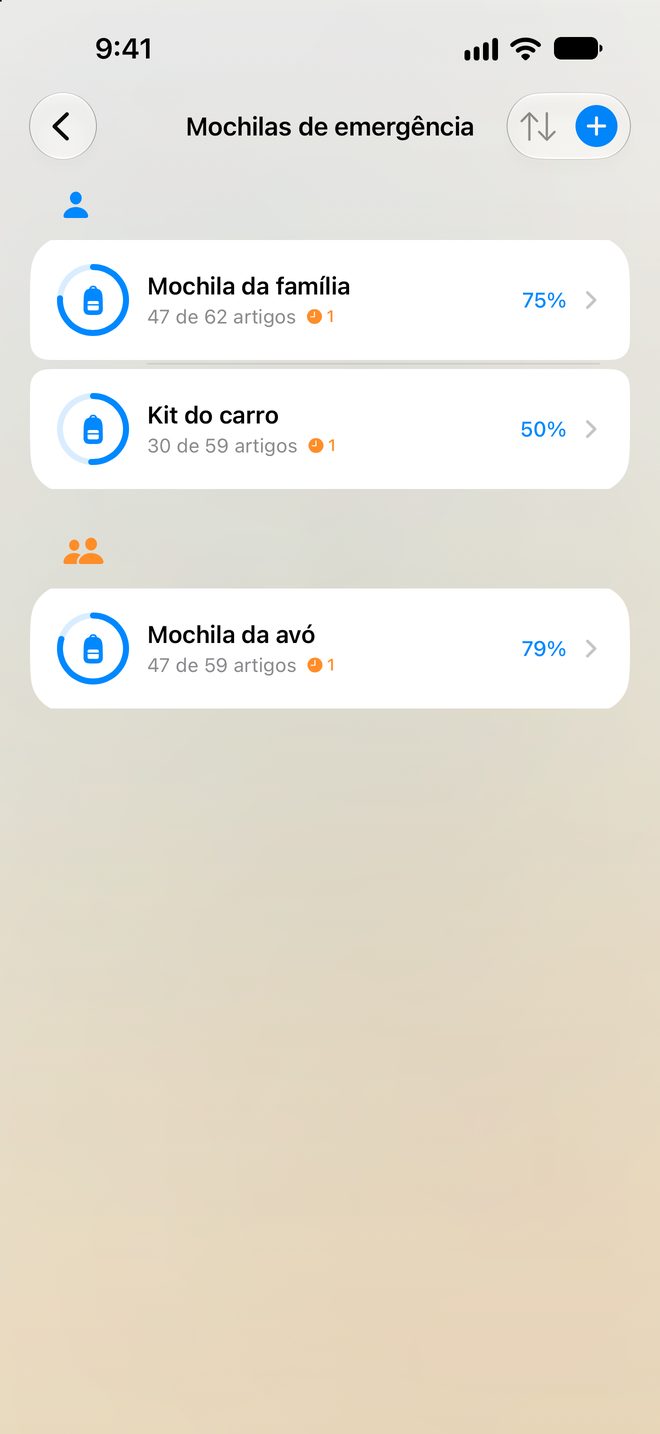 9:41
Mochilas de emergência
Mochila da família
47 de 62 artigos 1
75%
Kit do carro
30 de 59 artigos 1
50%
Mochila da avó
47 de 59 artigos 1
79%